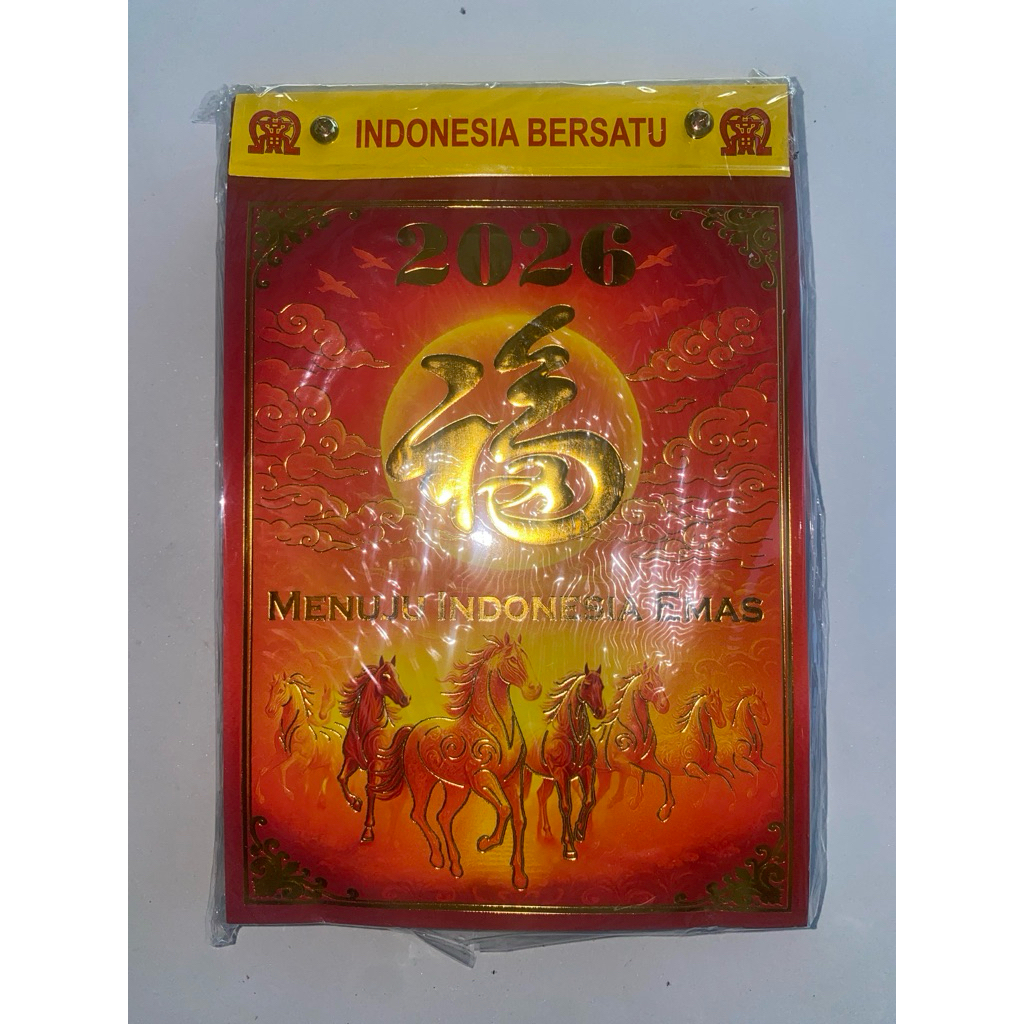 INDONESIA BERSATU
2026
福
MENUJU INDONESIA EMAS